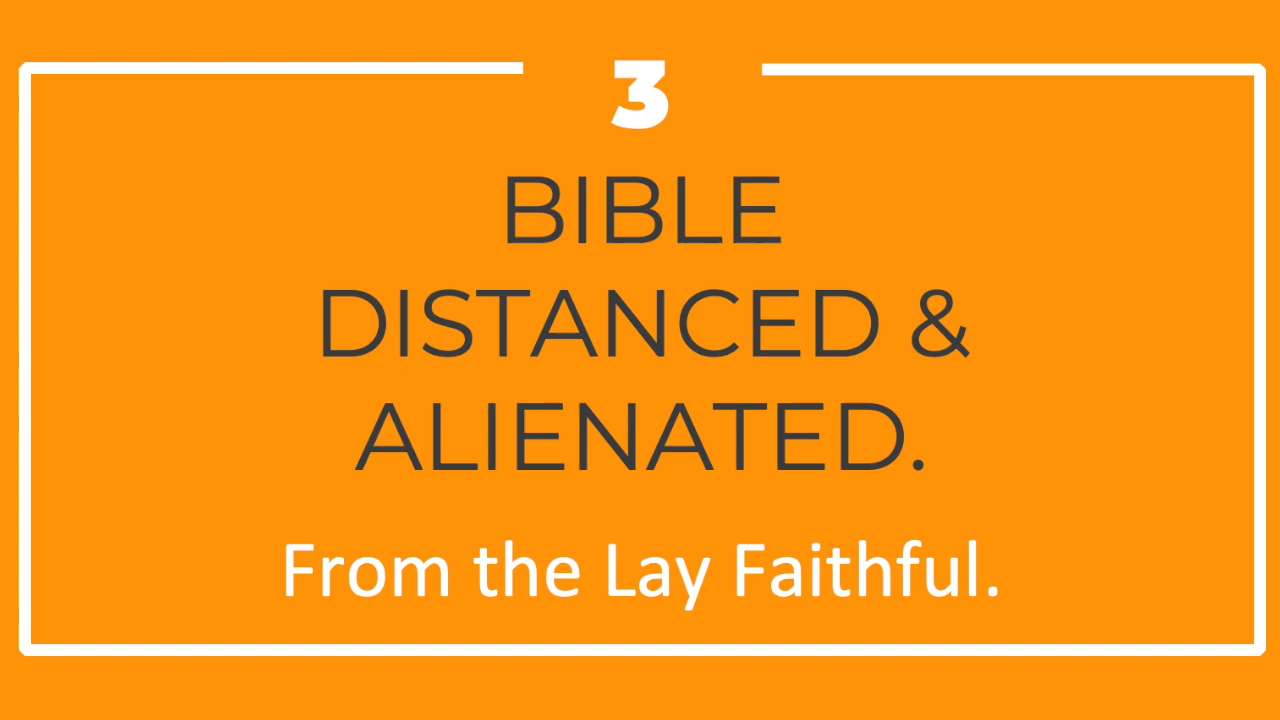 3
BIBLE
DISTANCED &
ALIENATED.
From the Lay Faithful.